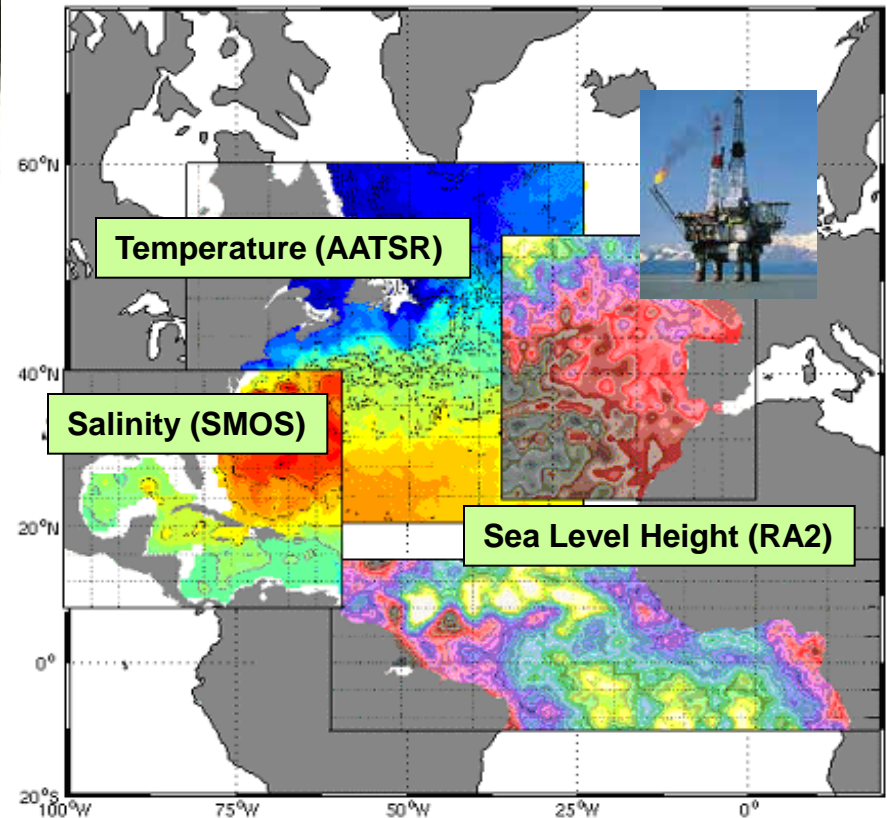 60°N
Temperature (AATSR)
40°N
Salinity (SMOS)
20°N
Sea Level Height (RA2)
0°
20°S
100°W 75°W 50°W 25°W 0°